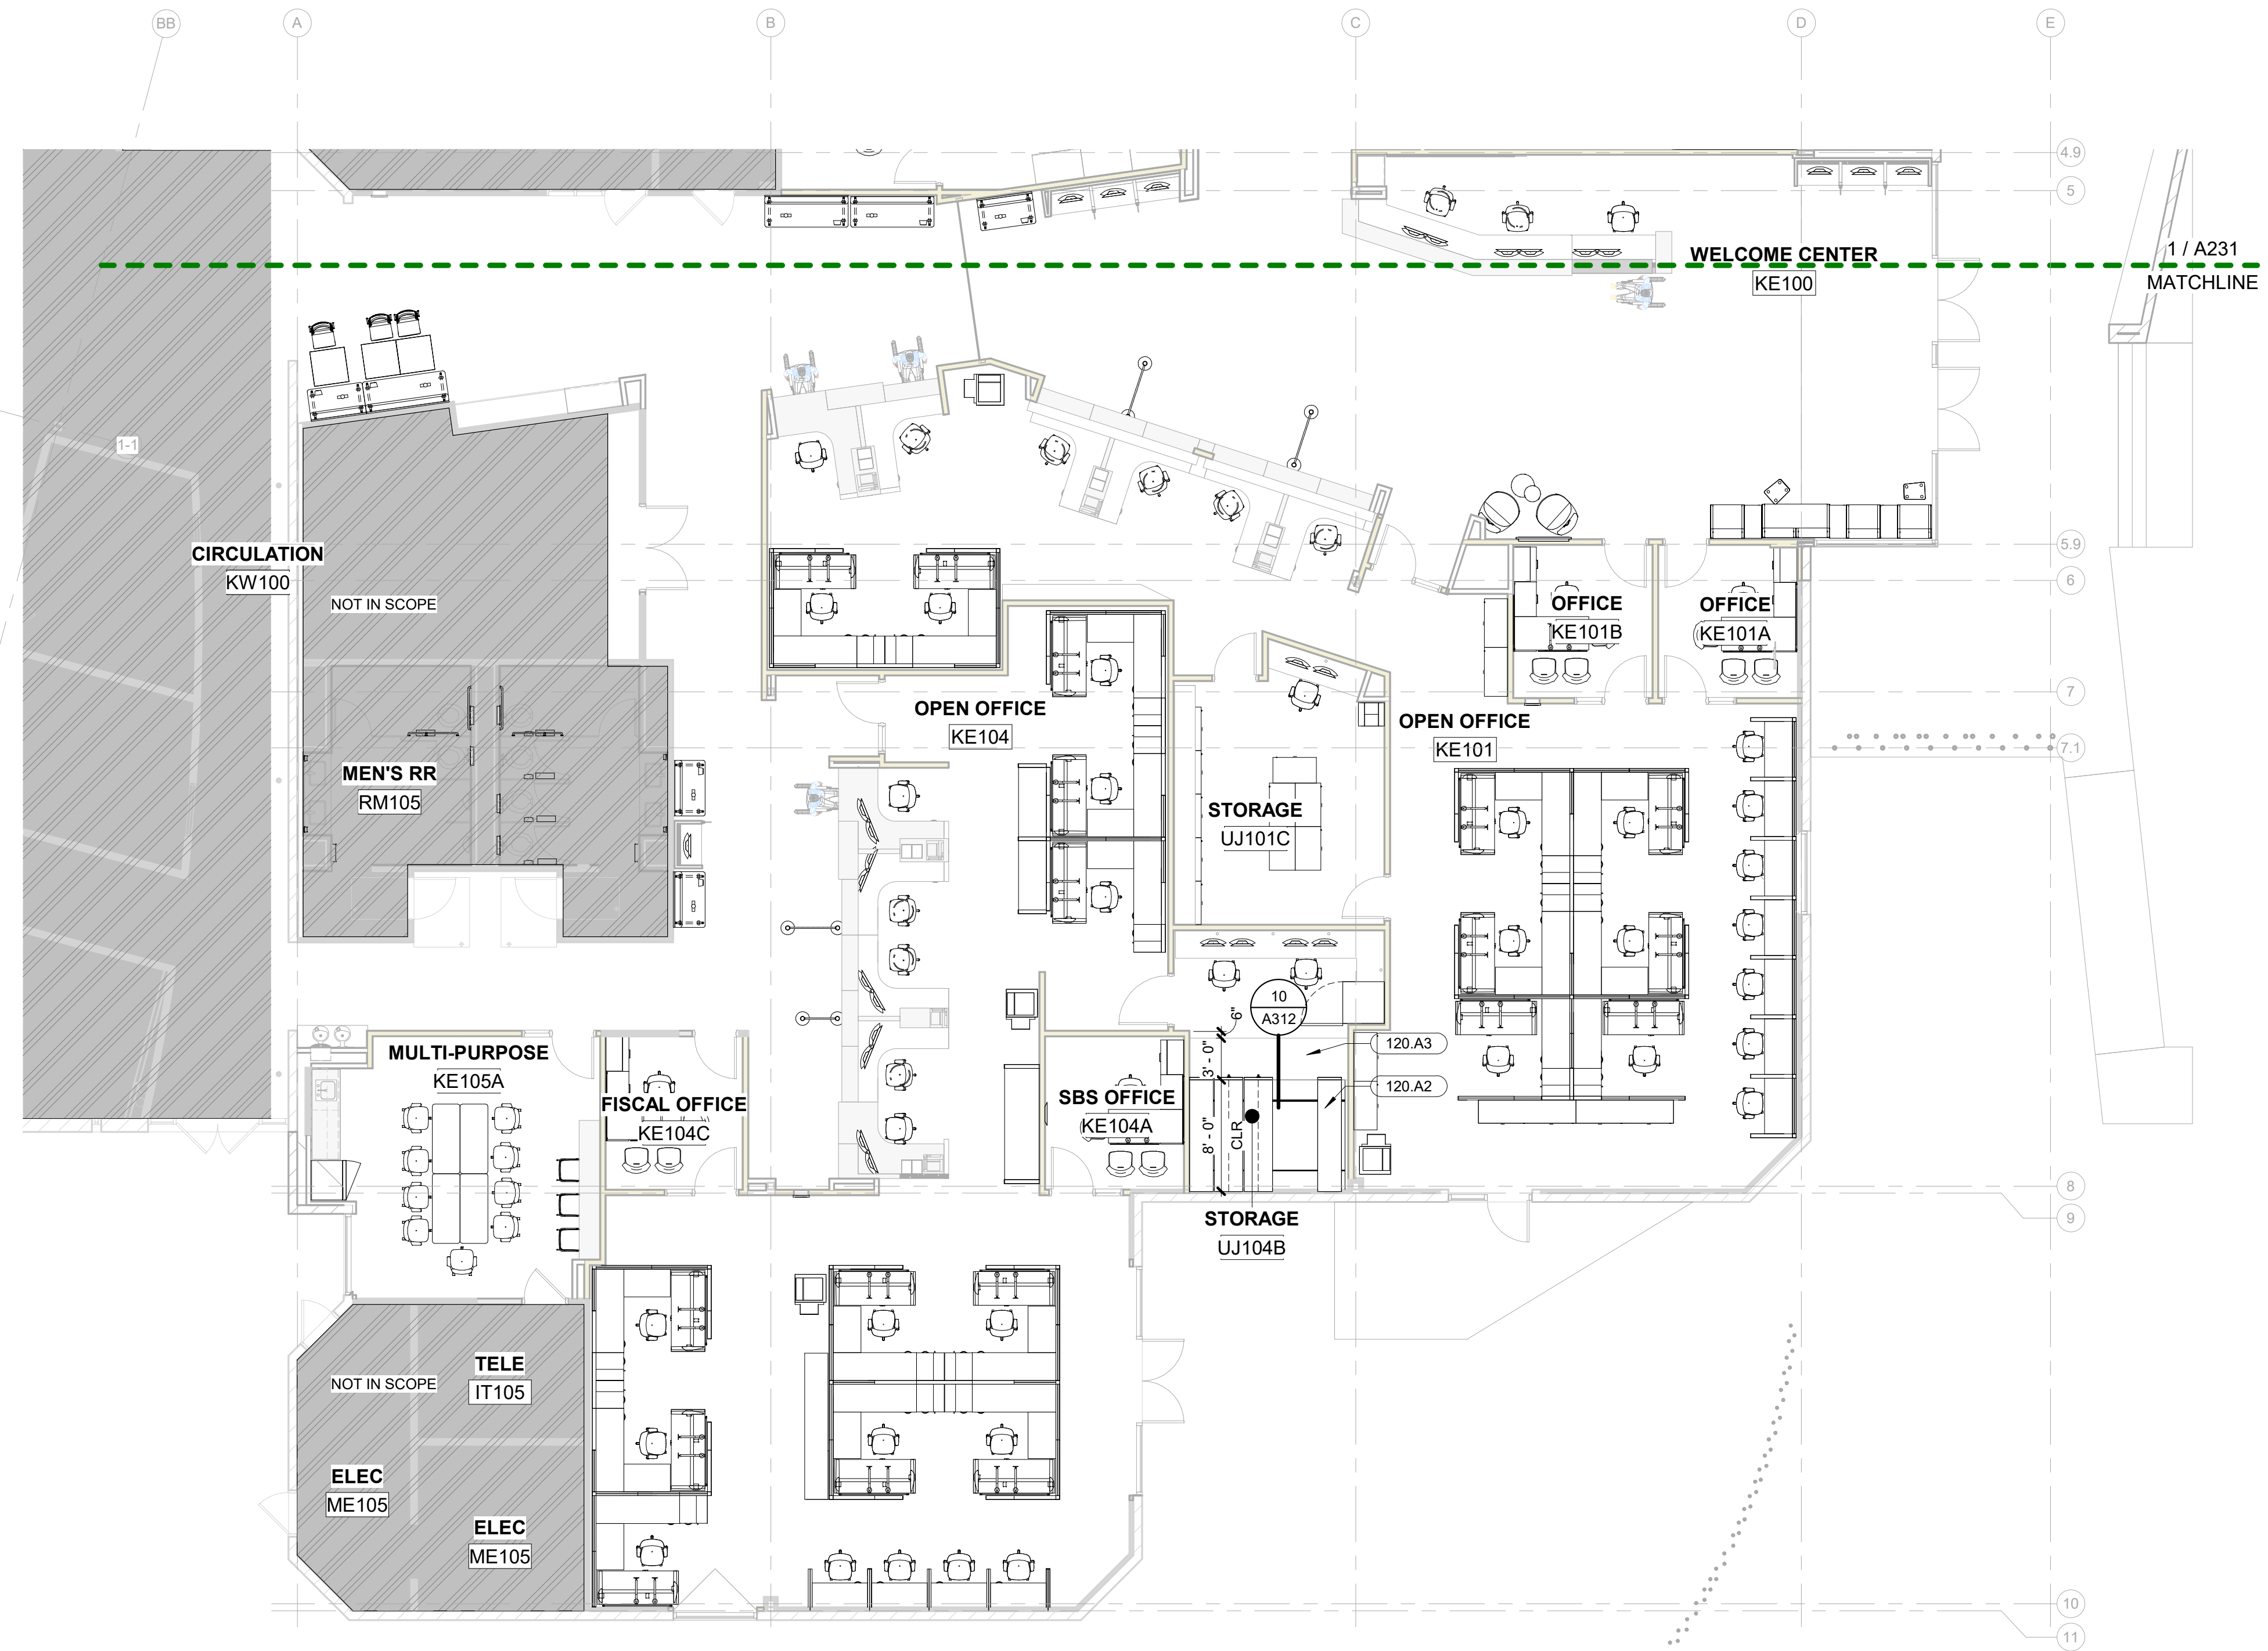 BB
A
B
C
D
E
4.9
5
WELCOME CENTER
KE100
1 / A231
MATCHLINE
1-1
CIRCULATION
KW100
NOT IN SCOPE
5.9
6
OFFICE
KE101B
OFFICE
KE101A
7
OPEN OFFICE
KE104
OPEN OFFICE
KE101
7.1
MEN'S RR
RM105
STORAGE
UJ101C
10
A312
6"
120.A3
3' - 0"
120.A2
MULTI-PURPOSE
KE105A
FISCAL OFFICE
KE104C
SBS OFFICE
KE104A
8' - 0"
CLR
8
9
STORAGE
UJ104B
NOT IN SCOPE
TELE
IT105
ELEC
ME105
ELEC
ME105
10
11